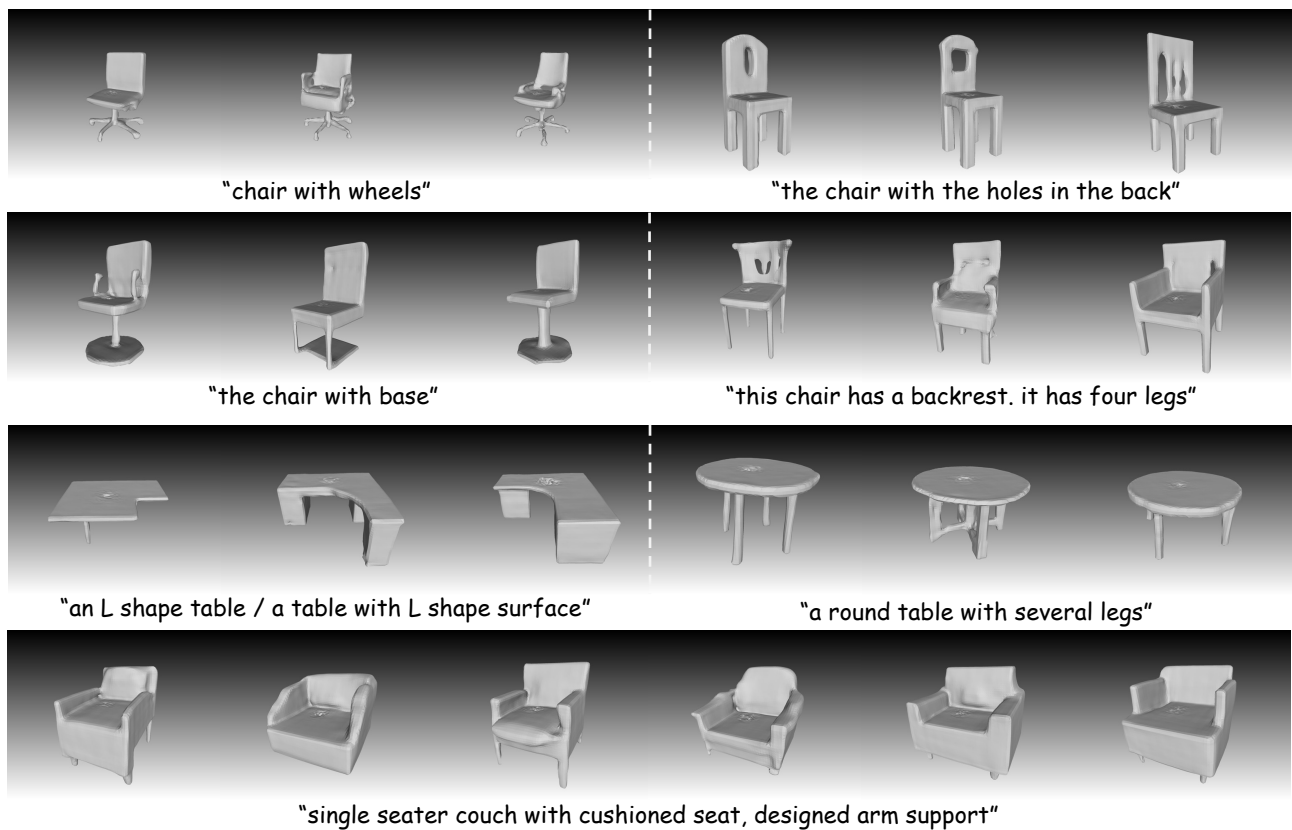 “chair with wheels”
“the chair with the holes in the back”
“the chair with base”
“this chair has a backrest. it has four legs”
“an L shape table / a table with L shape surface”
“a round table with several legs”
“single seater couch with cushioned seat, designed arm support”